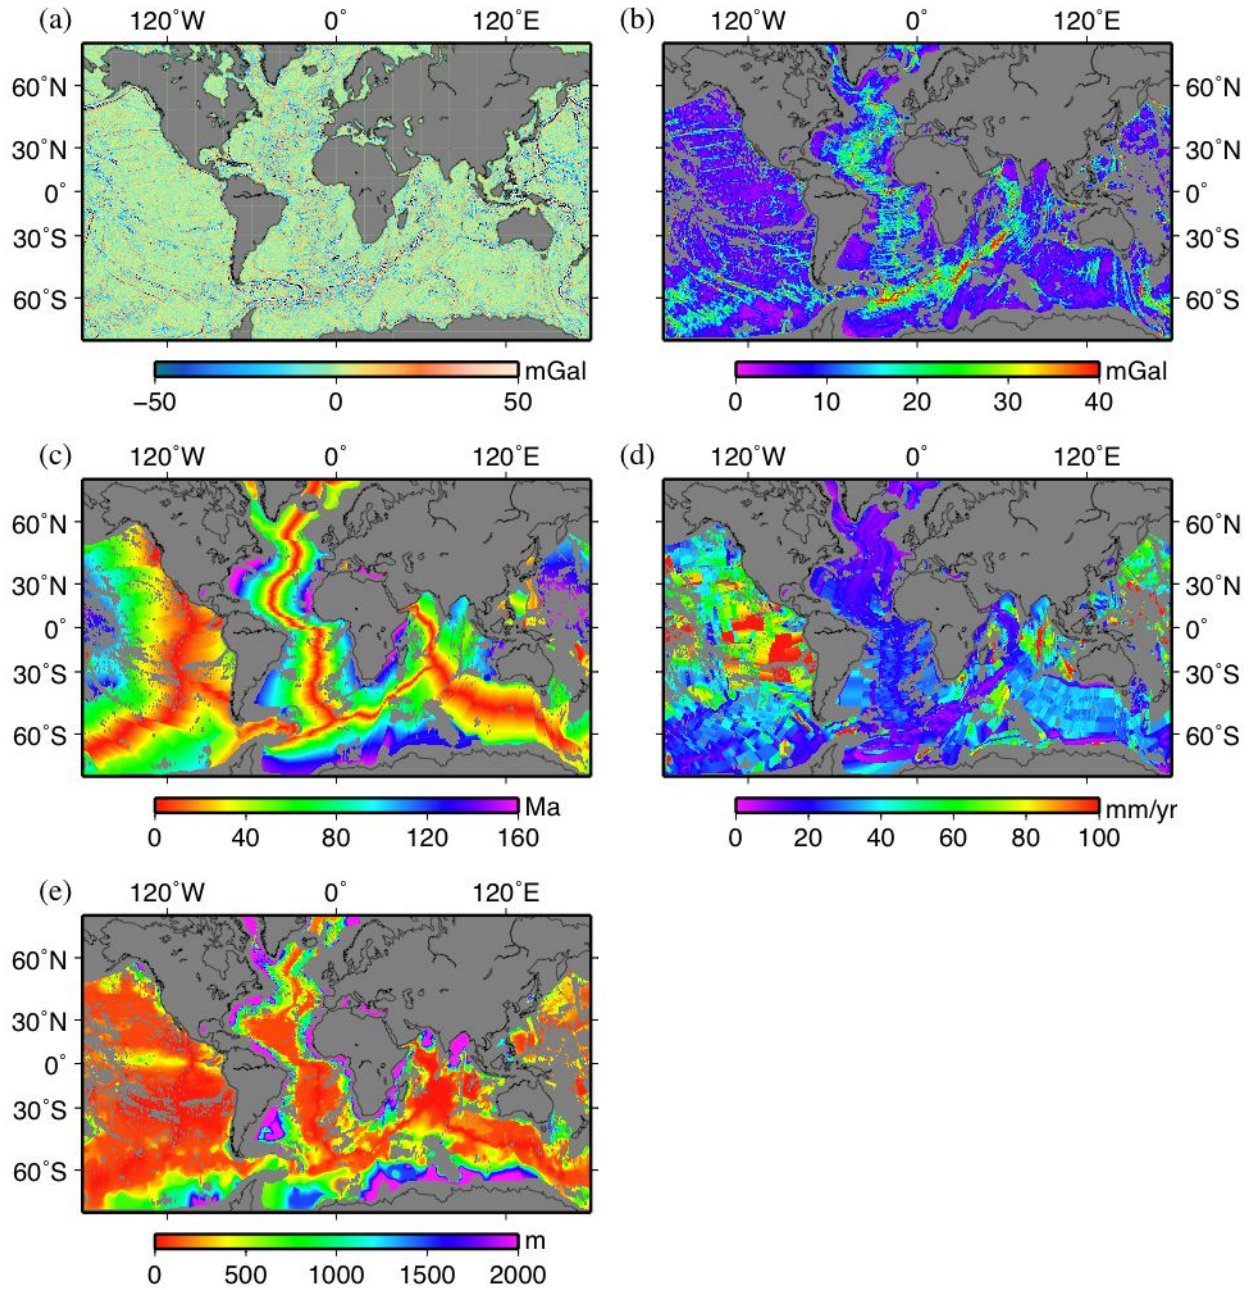 (a) 120°W 0° 120°E
60°N
30°N
0°
30°S
60°S
mGal
−50 0 50
(b) 120°W 0° 120°E
60°N
30°N
0°
30°S
60°S
mGal
0 10 20 30 40
(c) 120°W 0° 120°E
60°N
30°N
0°
30°S
60°S
Ma
0 40 80 120 160
(d) 120°W 0° 120°E
60°N
30°N
0°
30°S
60°S
mm/yr
0 20 40 60 80 100
(e) 120°W 0° 120°E
60°N
30°N
0°
30°S
60°S
m
0 500 1000 1500 2000